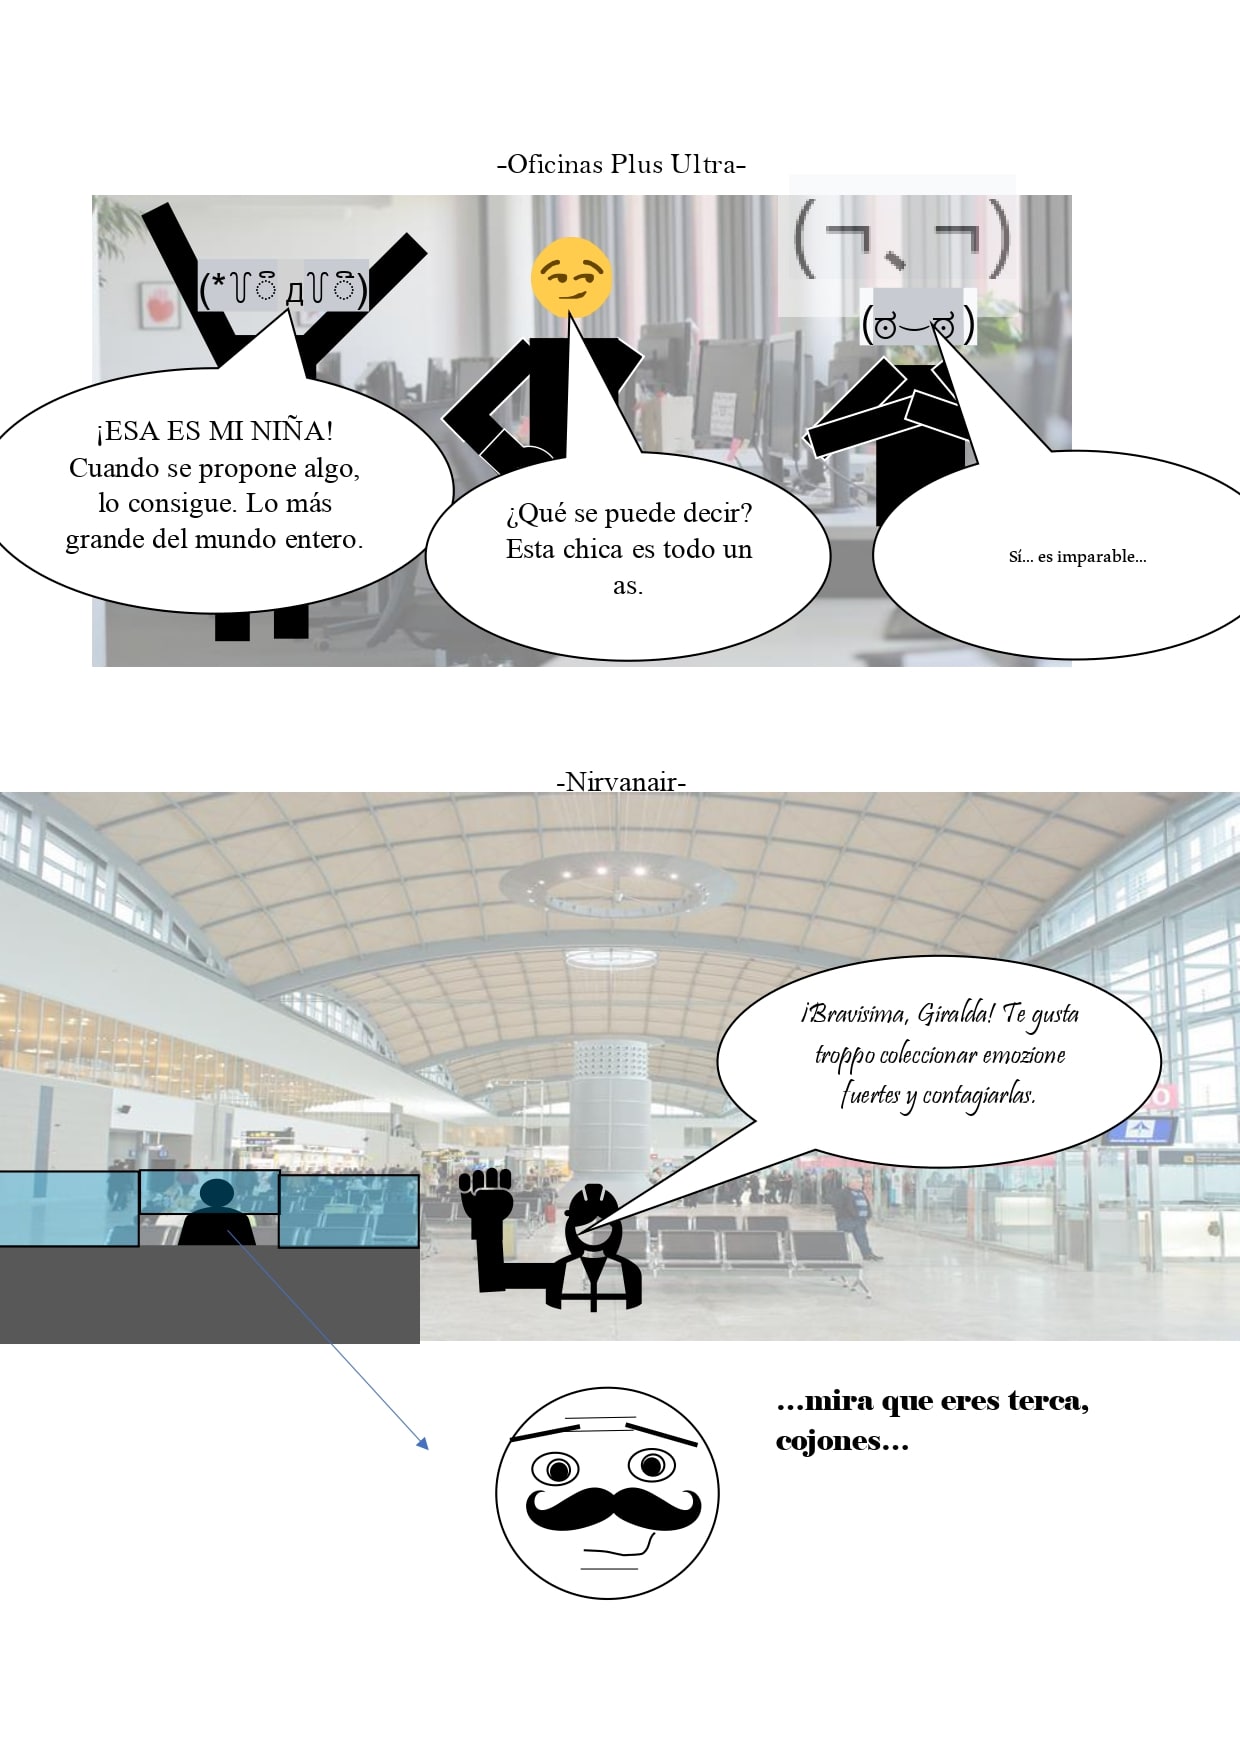 -Oficinas Plus Ultra-
¡ESA ES MI NIÑA!
Cuando se propone algo,
lo consigue. Lo más
grande del mundo entero.
¿Qué se puede decir?
Esta chica es todo un
as.
Sí... es imparable...
-Nirvanair-
¡Bravisima, Giralda! Te gusta
troppo coleccionar emozione
fuertes y contagiarlas.
...mira que eres terca,
cojones...